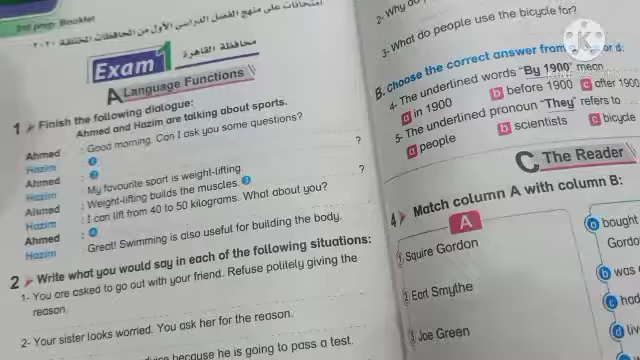 3rd prep. Booklet
امتحانات على منهج الفصل الدراسى الأول من المحافظات المختلفة ٢٠٢٠
Exam 1
محافظة القاهرة
A Language Functions
1 Finish the following dialogue:
Ahmed and Hazim are talking about sports.
Ahmed : Good morning. Can I ask you some questions?
Hazim : 1
Ahmed : 2 ?
Hazim : My favourite sport is weight-lifting.
Ahmed : Weight-lifting builds the muscles. 3 ?
Hazim : I can lift from 40 to 50 kilograms. What about you?
Ahmed : 4
Hazim : Great! Swimming is also useful for building the body.
2 Write what you would say in each of the following situations:
1- You are asked to go out with your friend. Refuse politely giving the
reason.
2- Your sister looks worried. You ask her for the reason.
because he is going to pass a test.
2- Why do
3- What do people use the bicycle for?
B. choose the correct answer from or d:
4- The underlined words "By 1900" mean
a in 1900 b before 1900 c after 1900
5- The underlined pronoun "They" refers to
a people b scientists c bicycle
C The Reader
4 Match column A with column B:
A
1 Squire Gordon
2 Earl Smythe
3 Joe Green
a bought
Gordo
b was
c had
d live
KINEMASTER